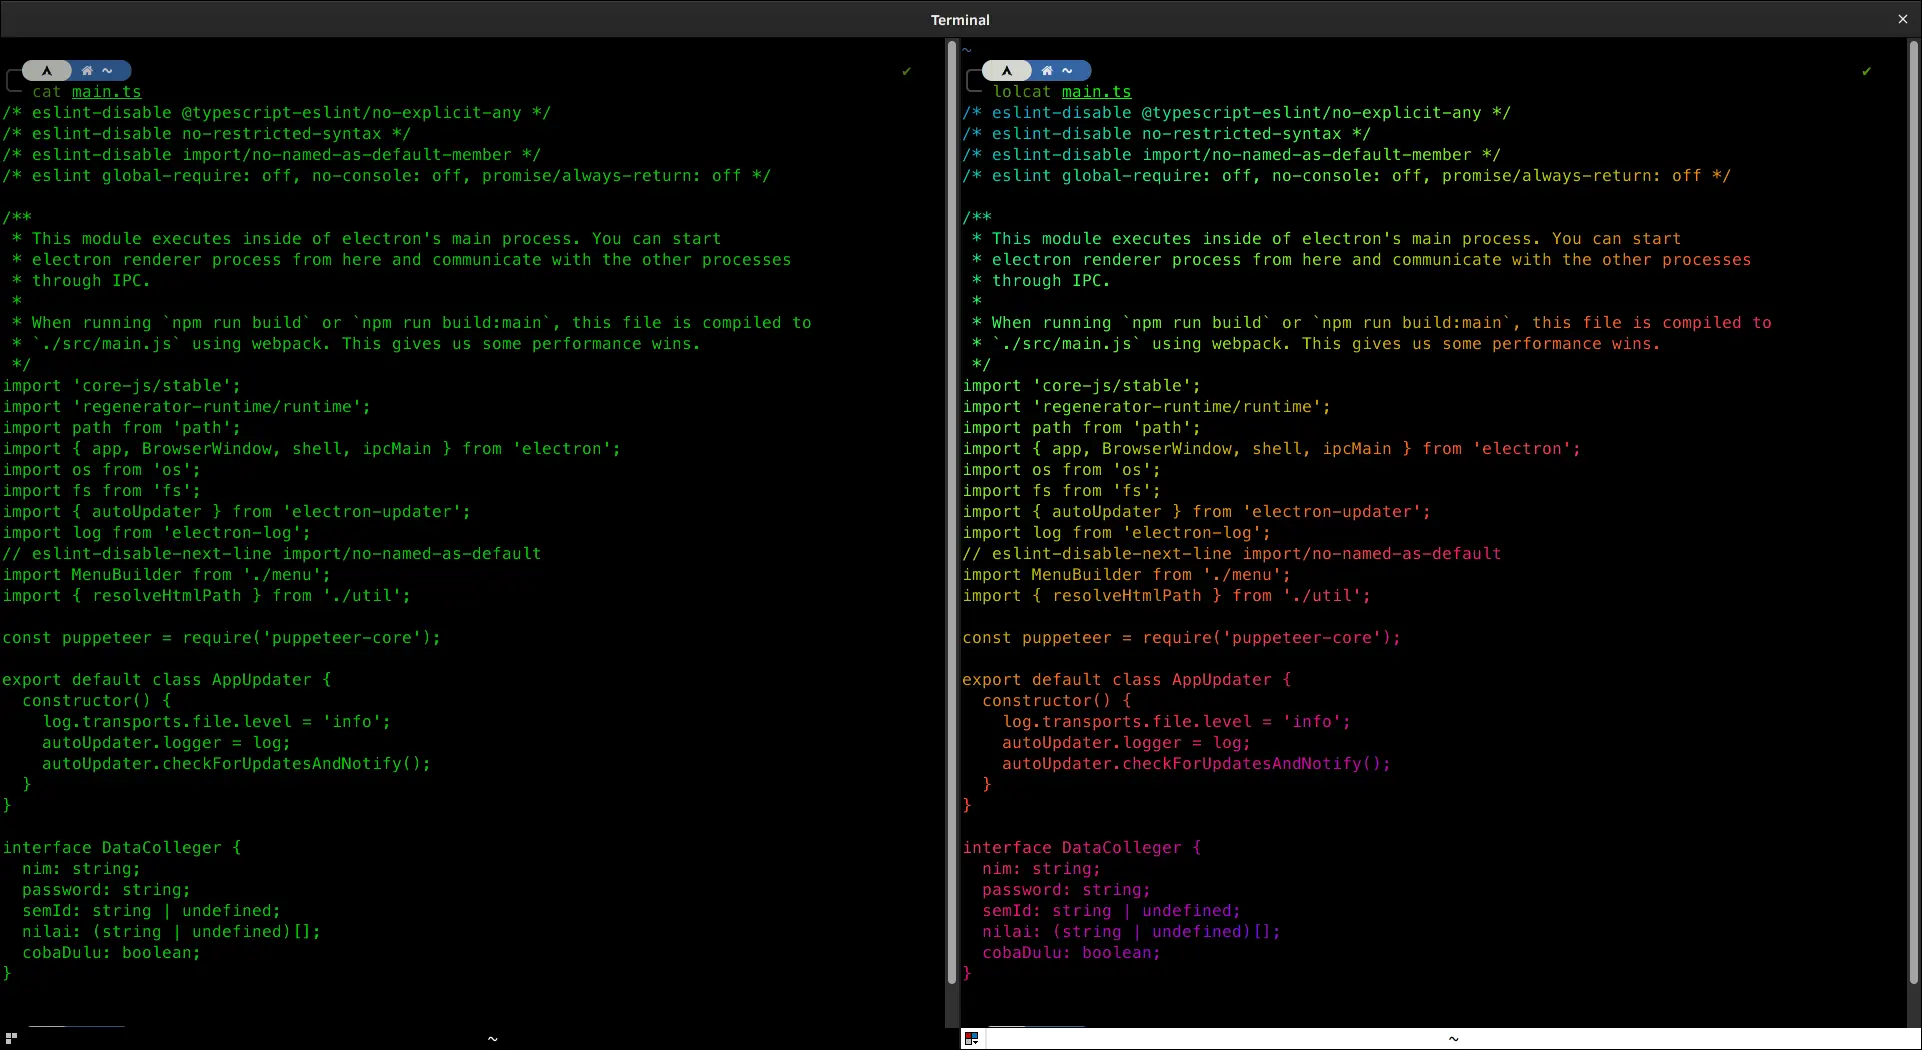 Terminal
~
cat main.ts
/* eslint-disable @typescript-eslint/no-explicit-any */
/* eslint-disable no-restricted-syntax */
/* eslint-disable import/no-named-as-default-member */
/* eslint global-require: off, no-console: off, promise/always-return: off */

/**
 * This module executes inside of electron's main process. You can start
 * electron renderer process from here and communicate with the other processes
 * through IPC.
 *
 * When running `npm run build` or `npm run build:main`, this file is compiled to
 * `./src/main.js` using webpack. This gives us some performance wins.
 */
import 'core-js/stable';
import 'regenerator-runtime/runtime';
import path from 'path';
import { app, BrowserWindow, shell, ipcMain } from 'electron';
import os from 'os';
import fs from 'fs';
import { autoUpdater } from 'electron-updater';
import log from 'electron-log';
// eslint-disable-next-line import/no-named-as-default
import MenuBuilder from './menu';
import { resolveHtmlPath } from './util';

const puppeteer = require('puppeteer-core');

export default class AppUpdater {
  constructor() {
    log.transports.file.level = 'info';
    autoUpdater.logger = log;
    autoUpdater.checkForUpdatesAndNotify();
  }
}

interface DataColleger {
  nim: string;
  password: string;
  semId: string | undefined;
  nilai: (string | undefined)[];
  cobaDulu: boolean;
}
~
~
~
lolcat main.ts
/* eslint-disable @typescript-eslint/no-explicit-any */
/* eslint-disable no-restricted-syntax */
/* eslint-disable import/no-named-as-default-member */
/* eslint global-require: off, no-console: off, promise/always-return: off */

/**
 * This module executes inside of electron's main process. You can start
 * electron renderer process from here and communicate with the other processes
 * through IPC.
 *
 * When running `npm run build` or `npm run build:main`, this file is compiled to
 * `./src/main.js` using webpack. This gives us some performance wins.
 */
import 'core-js/stable';
import 'regenerator-runtime/runtime';
import path from 'path';
import { app, BrowserWindow, shell, ipcMain } from 'electron';
import os from 'os';
import fs from 'fs';
import { autoUpdater } from 'electron-updater';
import log from 'electron-log';
// eslint-disable-next-line import/no-named-as-default
import MenuBuilder from './menu';
import { resolveHtmlPath } from './util';

const puppeteer = require('puppeteer-core');

export default class AppUpdater {
  constructor() {
    log.transports.file.level = 'info';
    autoUpdater.logger = log;
    autoUpdater.checkForUpdatesAndNotify();
  }
}

interface DataColleger {
  nim: string;
  password: string;
  semId: string | undefined;
  nilai: (string | undefined)[];
  cobaDulu: boolean;
}
~